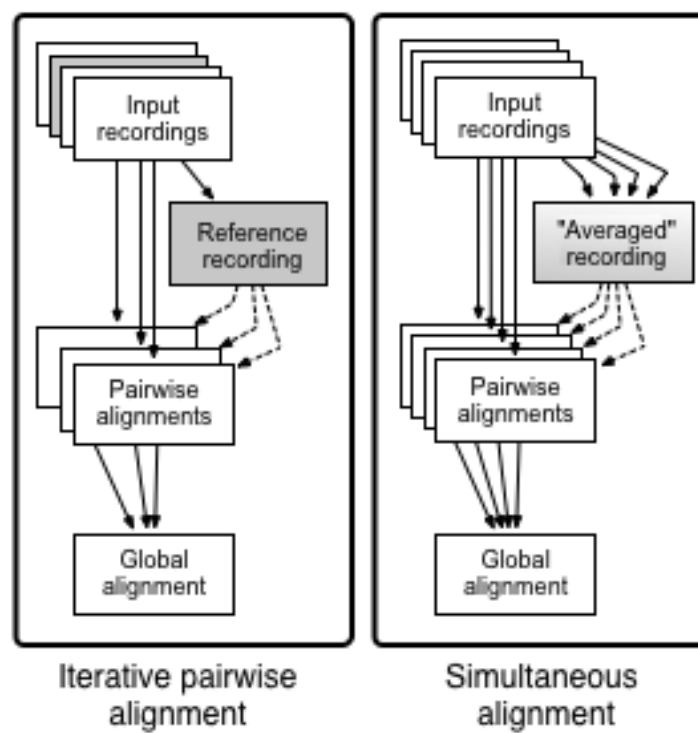 Input
recordings
Reference
recording
Pairwise
alignments
Global
alignment
Iterative pairwise
alignment
Input
recordings
"Averaged"
recording
Pairwise
alignments
Global
alignment
Simultaneous
alignment